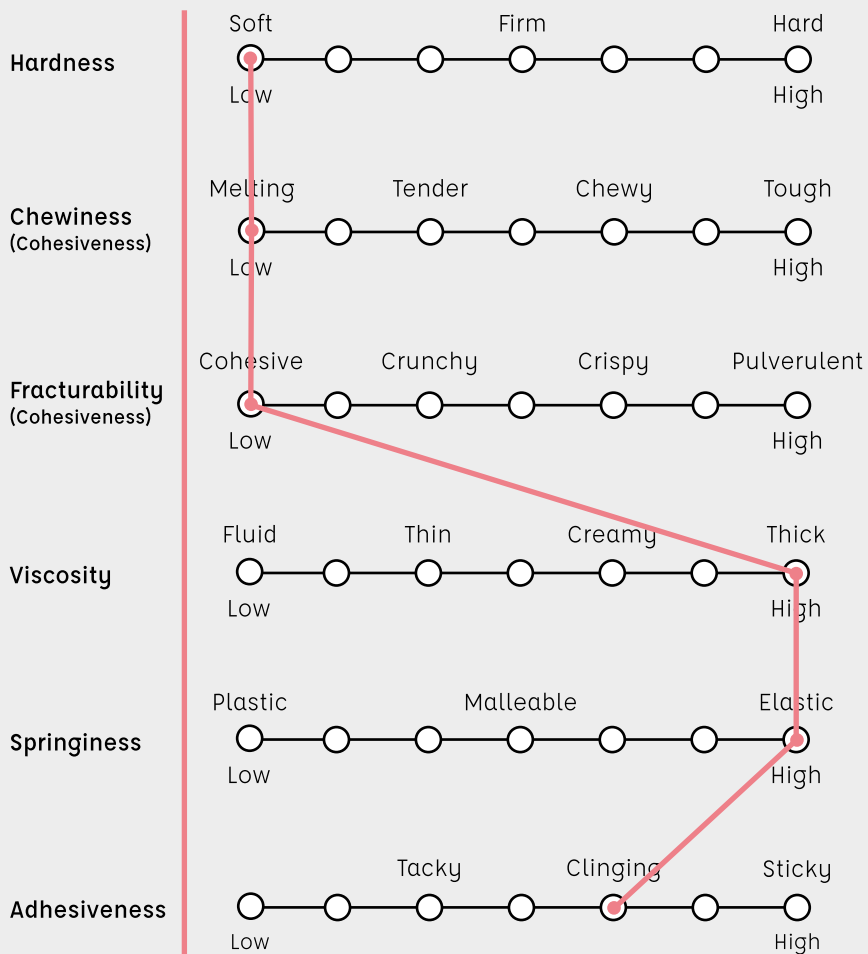 Soft Firm Hard
Hardness
Low High
Melting Tender Chewy Tough
Chewiness
(Cohesiveness)
Low High
Cohesive Crunchy Crispy Pulverulent
Fracturability
(Cohesiveness)
Low High
Fluid Thin Creamy Thick
Viscosity
Low High
Plastic Malleable Elastic
Springiness
Low High
Tacky Clinging Sticky
Adhesiveness
Low High